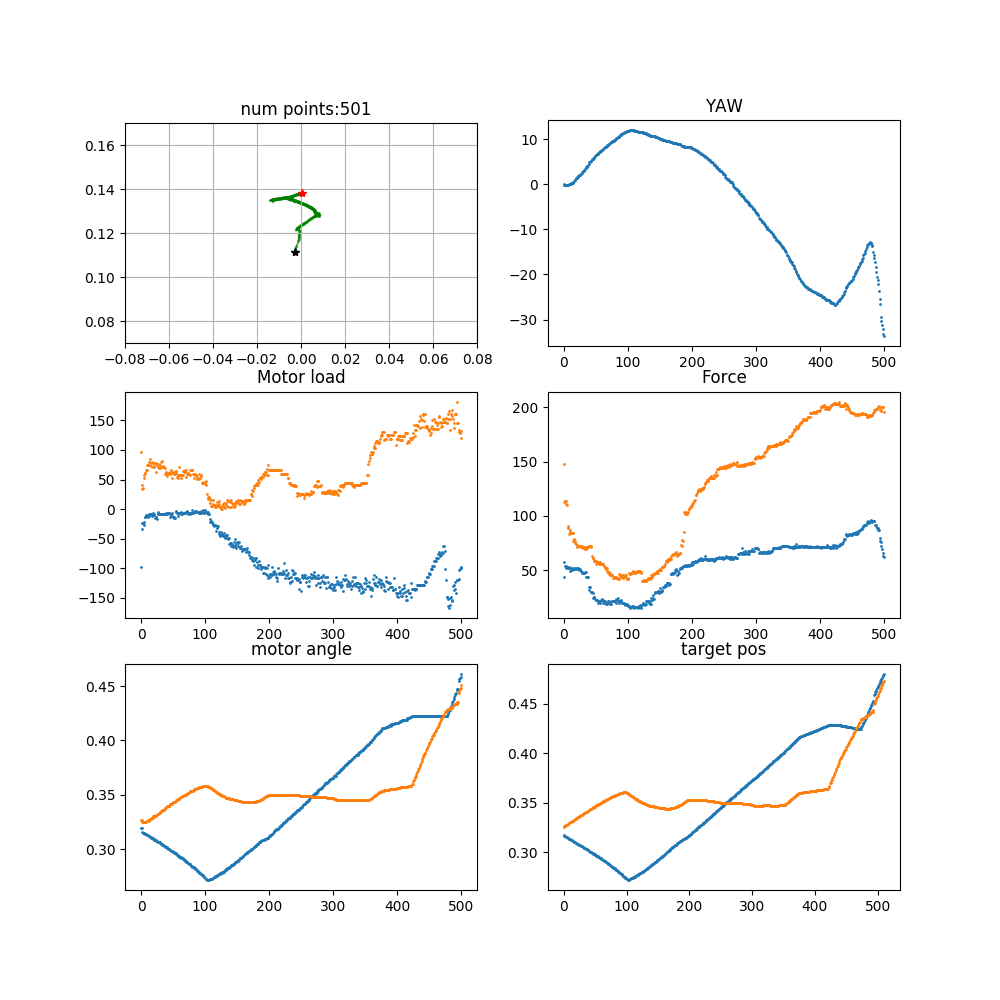 num points:501
YAW
0.16
0.14
0.12
0.10
0.08
−0.08 −0.06 −0.04 −0.02 0.00 0.02 0.04 0.06 0.08
10
0
−10
−20
−30
0 100 200 300 400 500
Motor load
Force
150
100
50
0
−50
−100
−150
0 100 200 300 400 500
200
150
100
50
0 100 200 300 400 500
motor angle
target pos
0.45
0.40
0.35
0.30
0 100 200 300 400 500
0.45
0.40
0.35
0.30
0 100 200 300 400 500